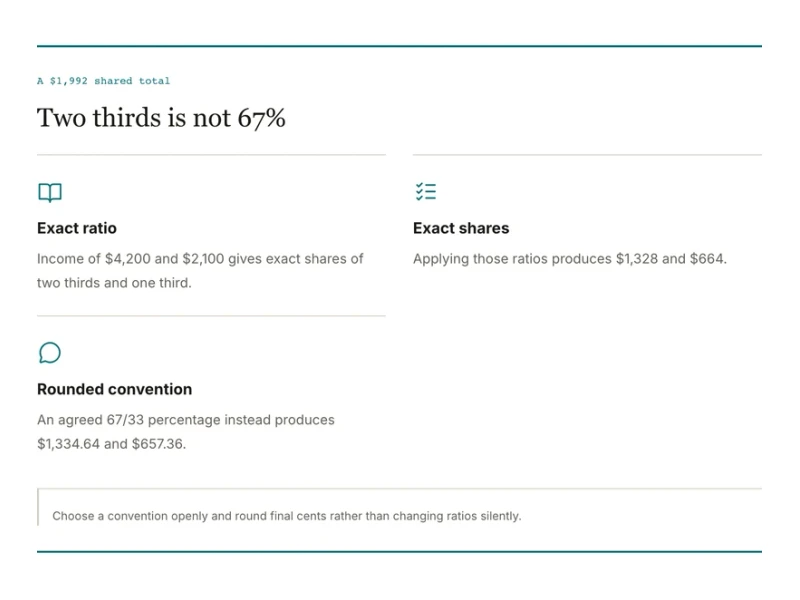 A $1,992 shared total
Two thirds is not 67%
Exact ratio
Income of $4,200 and $2,100 gives exact shares of
two thirds and one third.
Exact shares
Applying those ratios produces $1,328 and $664.
Rounded convention
An agreed 67/33 percentage instead produces
$1,334.64 and $657.36.
Choose a convention openly and round final cents rather than changing ratios silently.